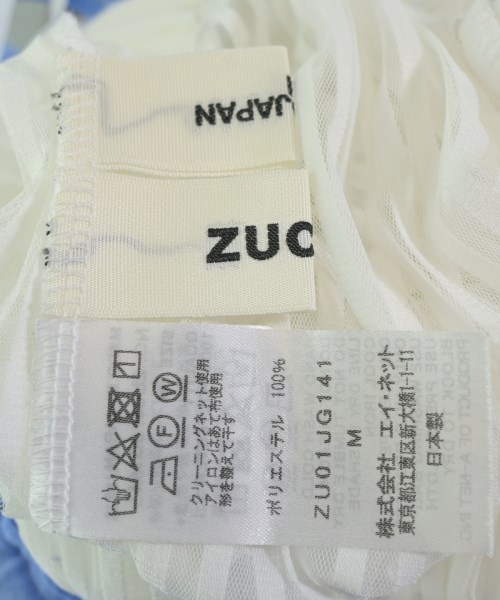 JAPAN
ZUC
F W
クリーニングネット使用
アイロンはあて布使用
形を整えて干す
ポリエステル 100%
ZU01JG141
M
株式会社 エイ・ネット
東京都江東区新大橋1-1-11
日本製